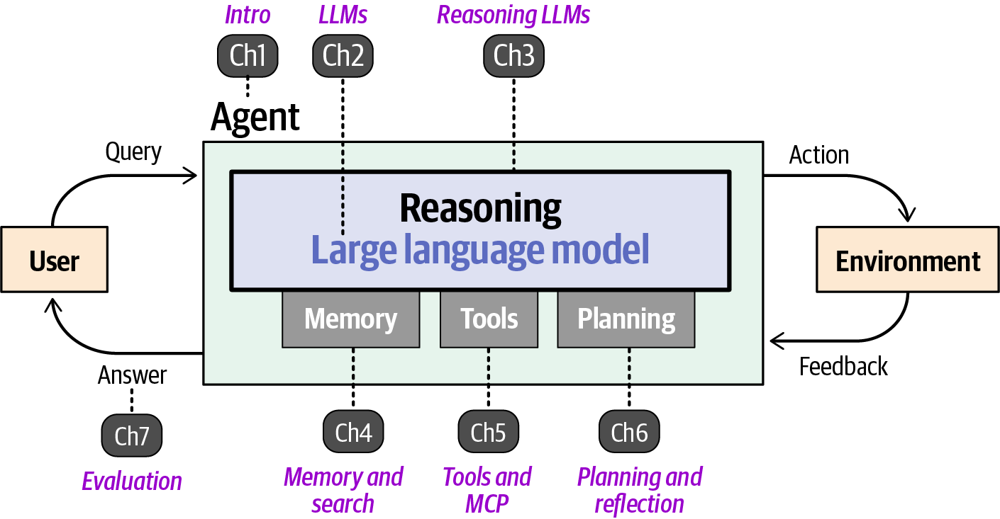 Intro
LLMs
Reasoning LLMs
Ch1
Ch2
Ch3
Agent
Query
Action
Reasoning
Large language model
User
Environment
Memory
Tools
Planning
Answer
Feedback
Ch7
Ch4
Ch5
Ch6
Evaluation
Memory and
search
Tools and
MCP
Planning and
reflection